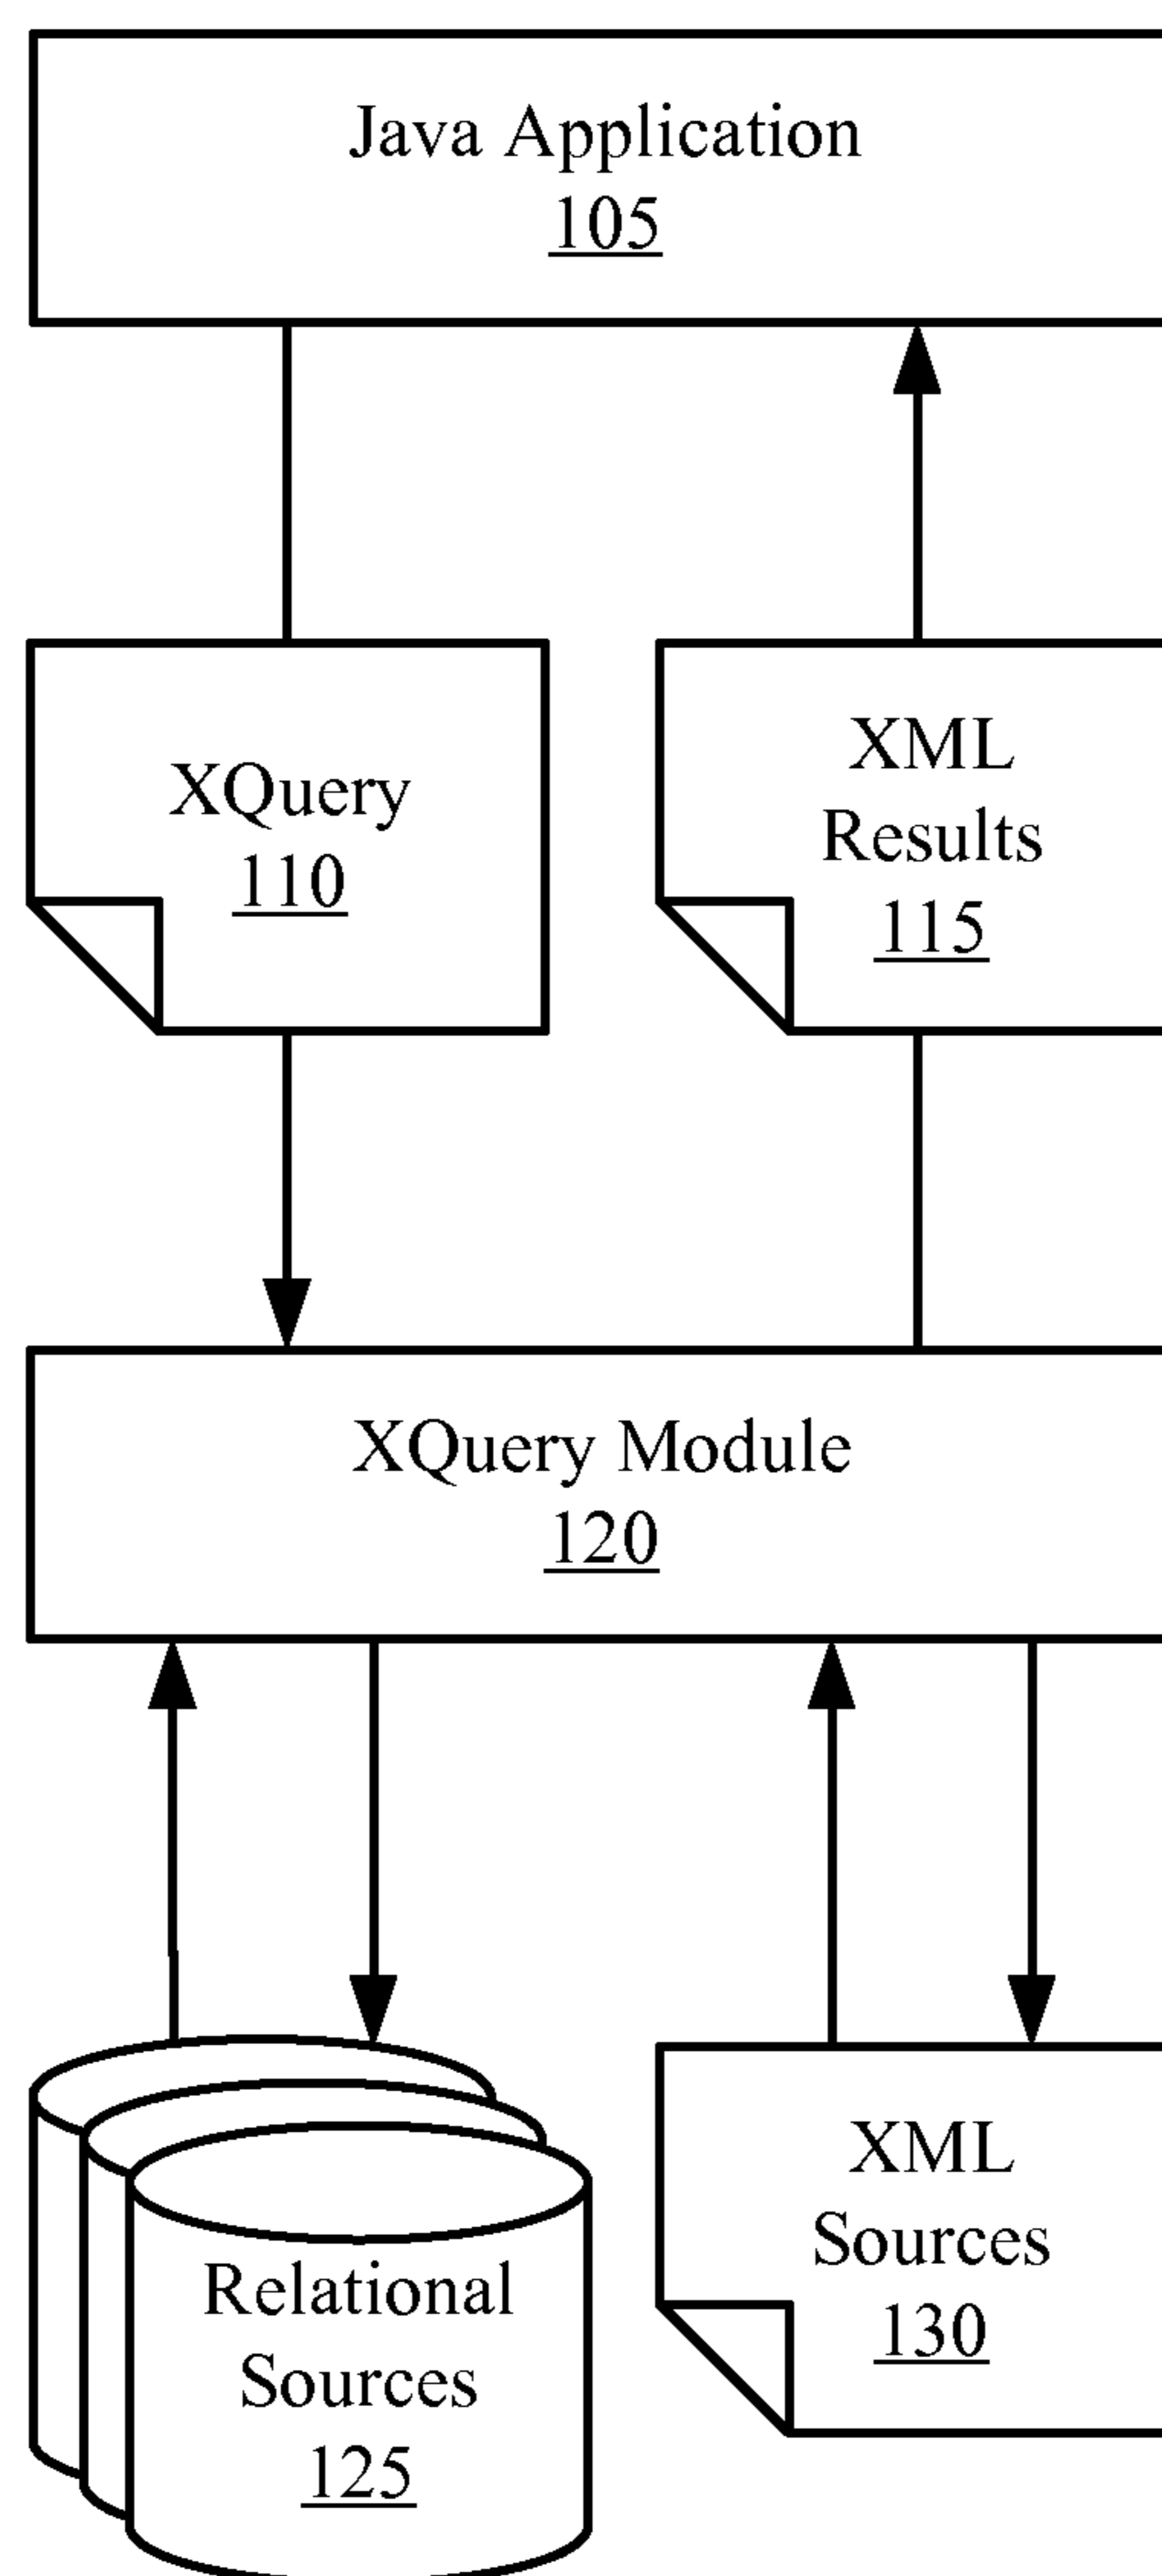 Java Application
105
XQuery
110
XML
Results
115
XQuery Module
120
Relational
Sources
125
XML
Sources
130